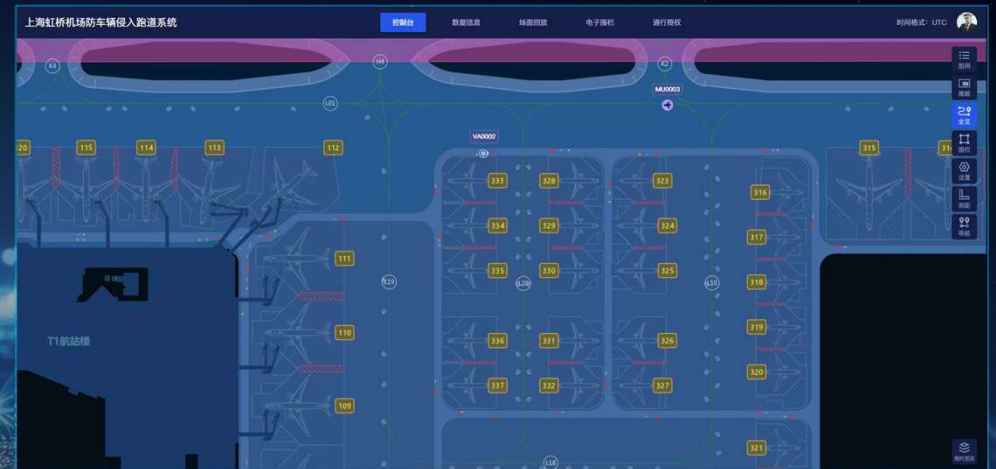 上海虹桥机场防车辆侵入跑道系统
控制台 数据信息 场面回放 电子围栏 通行授权
时间格式：UTC
K4
H4
K2
图例
MU0003
鹰眼
L01
全览
VA0002
115 114 113 112
315
围栏
333 328 323
设置
316
测距
334 329 324
导航
317
111
335 330 325
L19 L20 L10
318
T1航站楼
110
336 331 326
319
320
337 332 327
109
321
L18